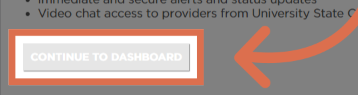 • Immediate and secure alerts and status updates
• Video chat access to providers from University State
CONTINUE TO DASHBOARD